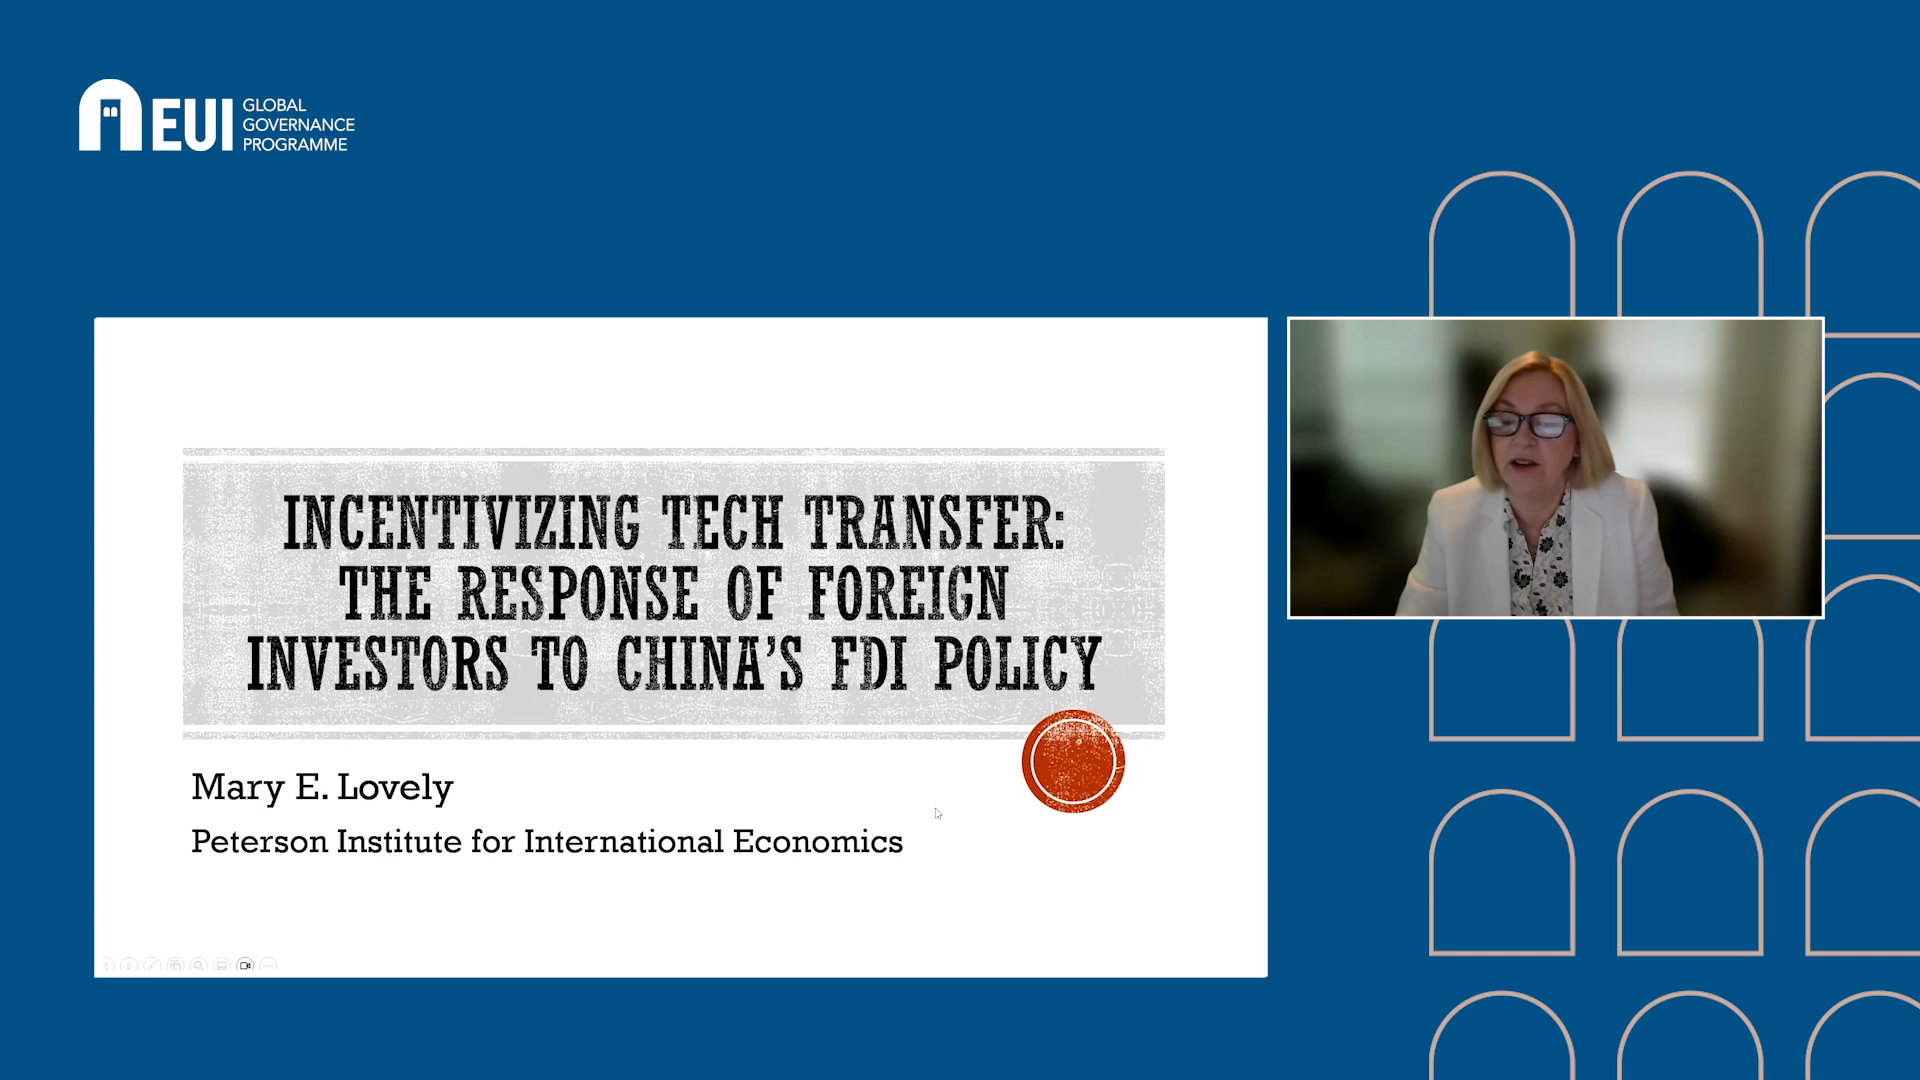 EUI
GLOBAL
GOVERNANCE
PROGRAMME
INCENTIVIZING TECH TRANSFER:
THE RESPONSE OF FOREIGN
INVESTORS TO CHINA'S FDI POLICY
Mary E. Lovely
Peterson Institute for International Economics